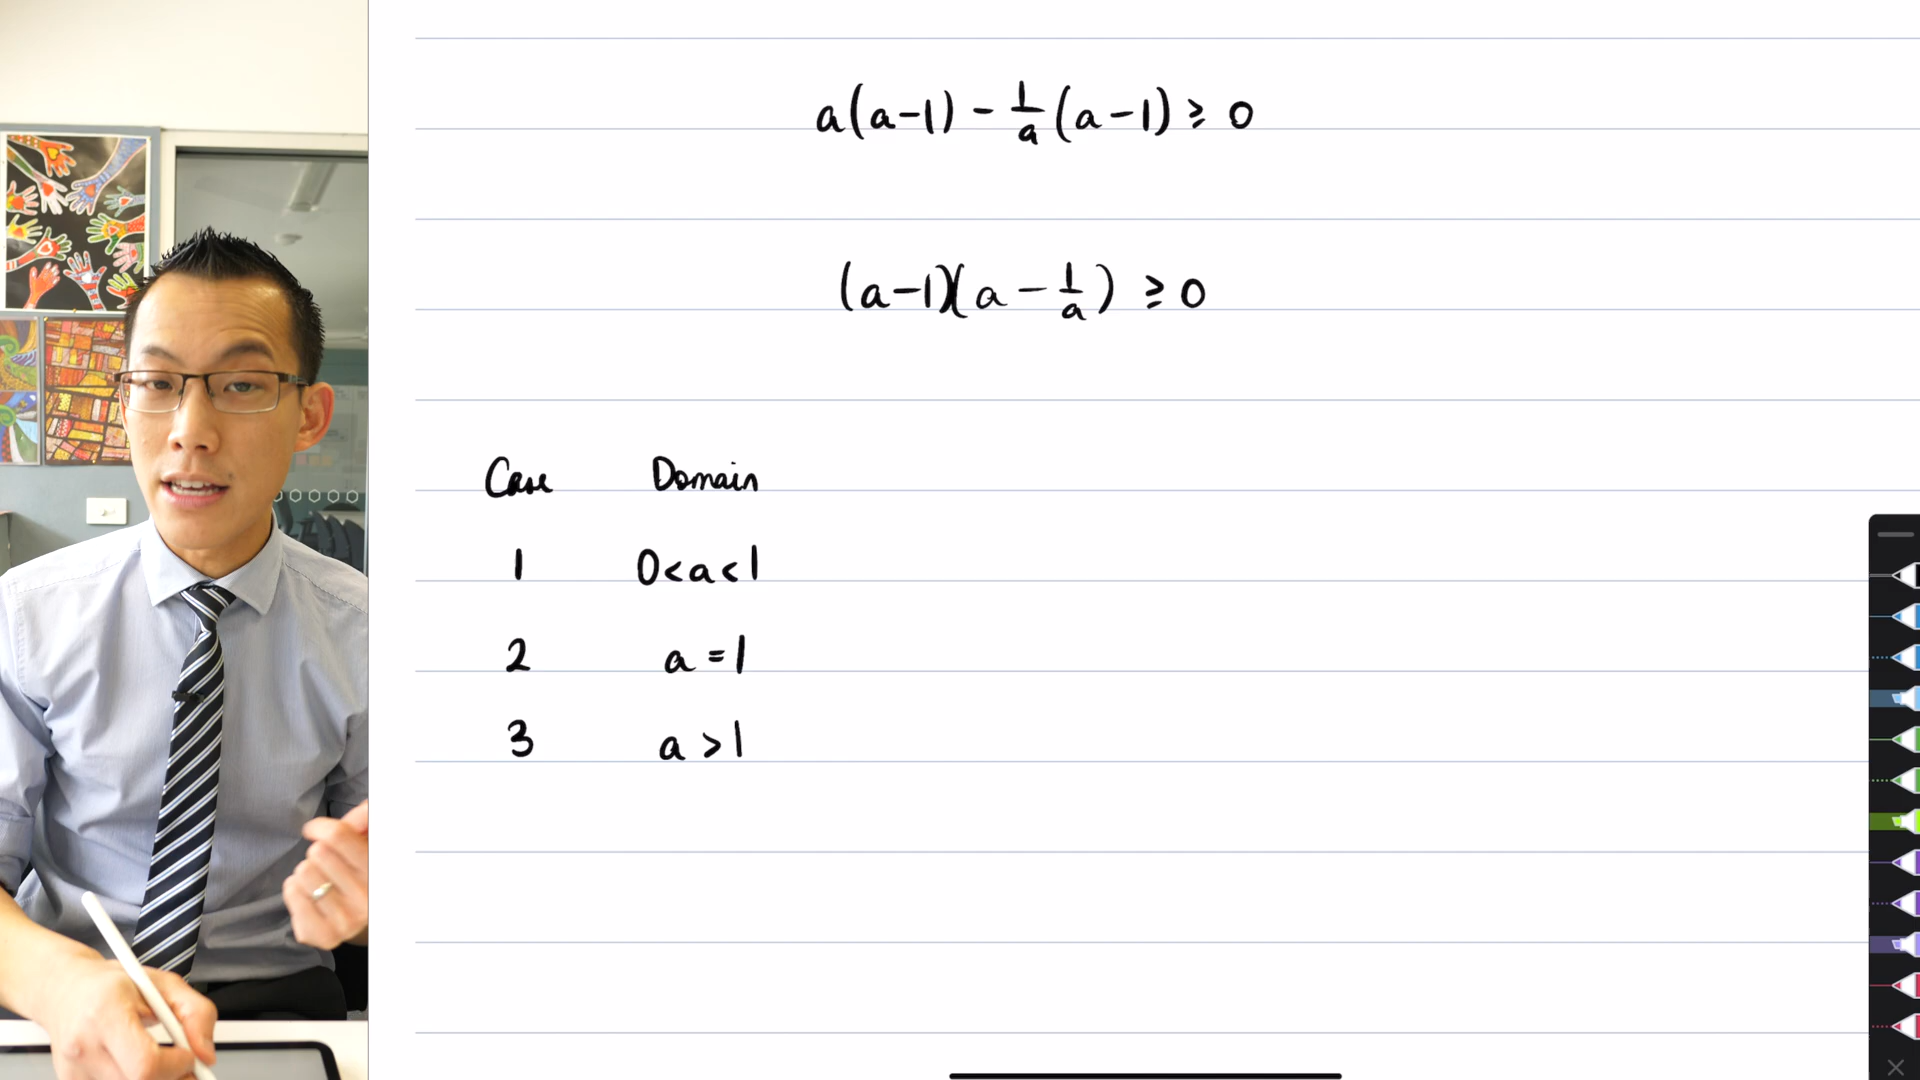 a(a-1) - 1/a (a-1) ≥ 0
(a-1)(a - 1/a) ≥ 0
Case Domain
1 0<a<1
2 a=1
3 a>1